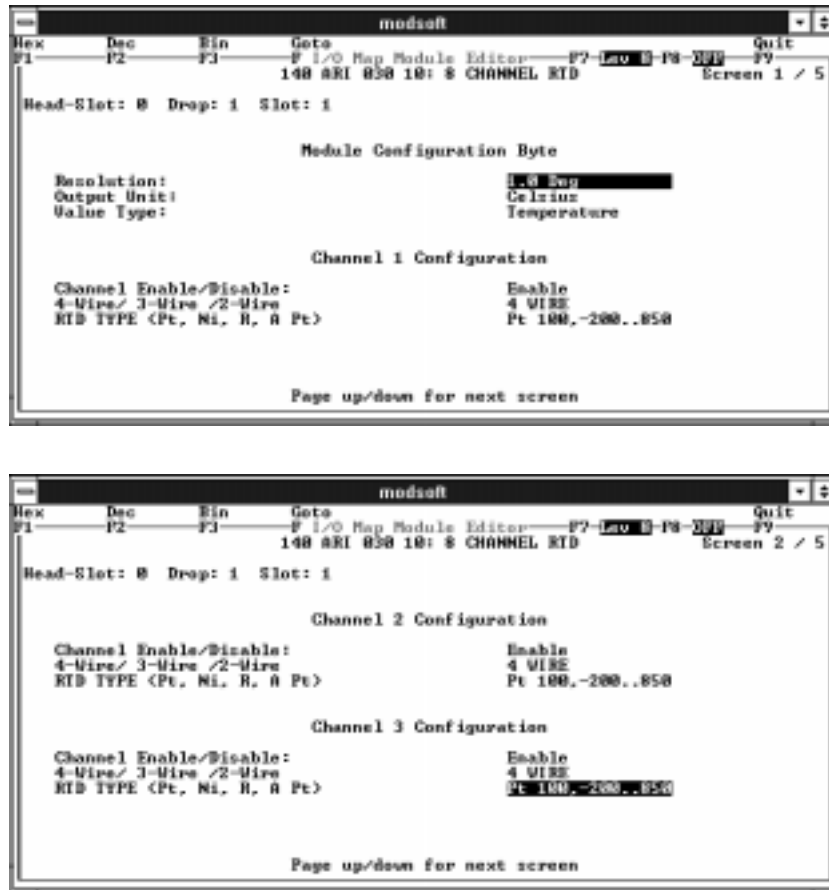 modsoft
Hex Dec Bin Goto Quit
F1 F2 F3 F I/O Map Module Editor F7-Lev 8-F8-OFF F9
140 ARI 030 10: 8 CHANNEL RTD Screen 1 / 5
Head-Slot: 0 Drop: 1 Slot: 1
Module Configuration Byte
Resolution: 1.0 Deg
Output Unit: Celsius
Value Type: Temperature
Channel 1 Configuration
Channel Enable/Disable: Enable
4-Wire/ 3-Wire /2-Wire 4 WIRE
RTD TYPE (Pt, Ni, R, A Pt) Pt 100,-200..850
Page up/down for next screen
modsoft
Hex Dec Bin Goto Quit
F1 F2 F3 F I/O Map Module Editor F7-Lev 8-F8-OFF F9
140 ARI 030 10: 8 CHANNEL RTD Screen 2 / 5
Head-Slot: 0 Drop: 1 Slot: 1
Channel 2 Configuration
Channel Enable/Disable: Enable
4-Wire/ 3-Wire /2-Wire 4 WIRE
RTD TYPE (Pt, Ni, R, A Pt) Pt 100,-200..850
Channel 3 Configuration
Channel Enable/Disable: Enable
4-Wire/ 3-Wire /2-Wire 4 WIRE
RTD TYPE (Pt, Ni, R, A Pt) Pt 100,-200..850
Page up/down for next screen